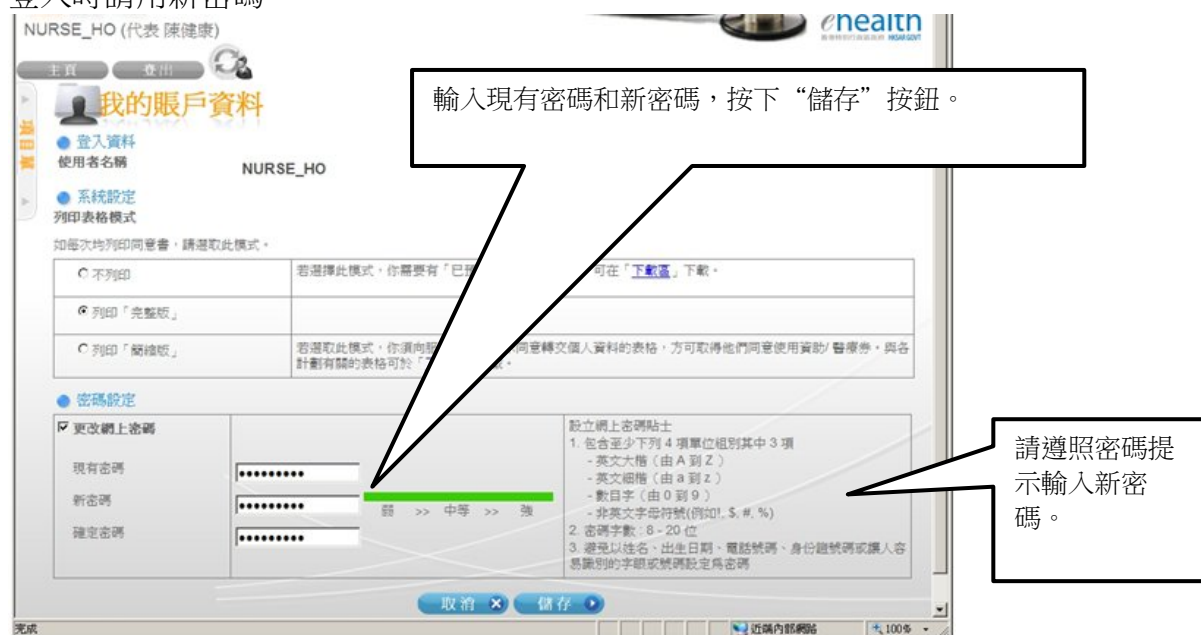 登入時請用新密碼
NURSE_HO (代表 陳健康)
ehealth
HKSAR GOVT
主頁
登出
輸入現有密碼和新密碼，按下“儲存”按鈕。
我的賬戶資料
項目單
登入資料
使用者名稱
NURSE_HO
系統設定
列印表格模式
如每次均列印同意書，請選取此模式。
不列印
若選擇此模式，你需要有「已預
可在「下載區」下載。
列印「完整版」
列印「簡縮版」
若選取此模式，你須向服
同意轉交個人資料的表格，方可取得他們同意使用資助/ 醫療券。與各
計劃有關的表格可於「
密碼設定
更改網上密碼
現有密碼
新密碼
弱 >> 中等 >> 強
確定密碼
設立網上密碼貼士
1. 包含至少下列 4 項單位組別其中 3 項
- 英文大楷（由 A 到 Z ）
- 英文細楷（由 a 到 z ）
- 數目字（由 0 到 9 ）
- 非英文字母符號(例如!, $, #, %)
2. 密碼字數 : 8 - 20 位
3. 避免以姓名、出生日期、電話號碼、身份證號碼或讓人容
易識別的字眼或號碼設定為密碼
請遵照密碼提
示輸入新密
碼。
取消
儲存
完成
近端內部網路
100%